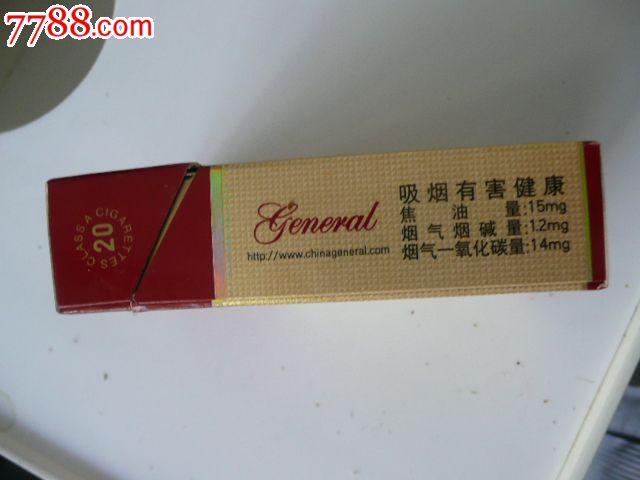 7788.com
CLASS A CIGARETTES
20
General
http://www.chinageneral.com
吸烟有害健康
焦油量:15mg
烟气烟碱量:1.2mg
烟气一氧化碳量:14mg